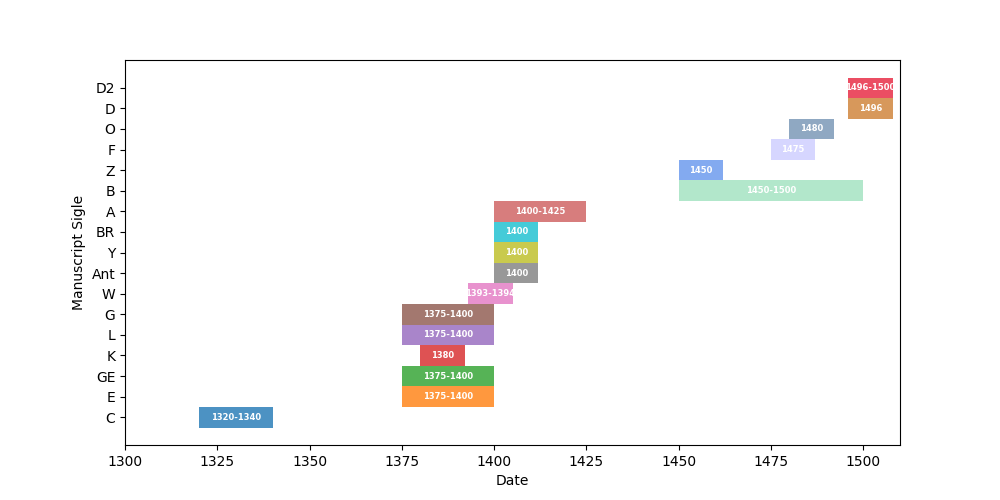 D2 1496-1500
D 1496
O 1480
F 1475
Z 1450
B 1450-1500
A 1400-1425
BR 1400
Y 1400
Ant 1400
W 1393-1394
G 1375-1400
L 1375-1400
K 1380
GE 1375-1400
E 1375-1400
C 1320-1340
Manuscript Sigle
1300 1325 1350 1375 1400 1425 1450 1475 1500
Date